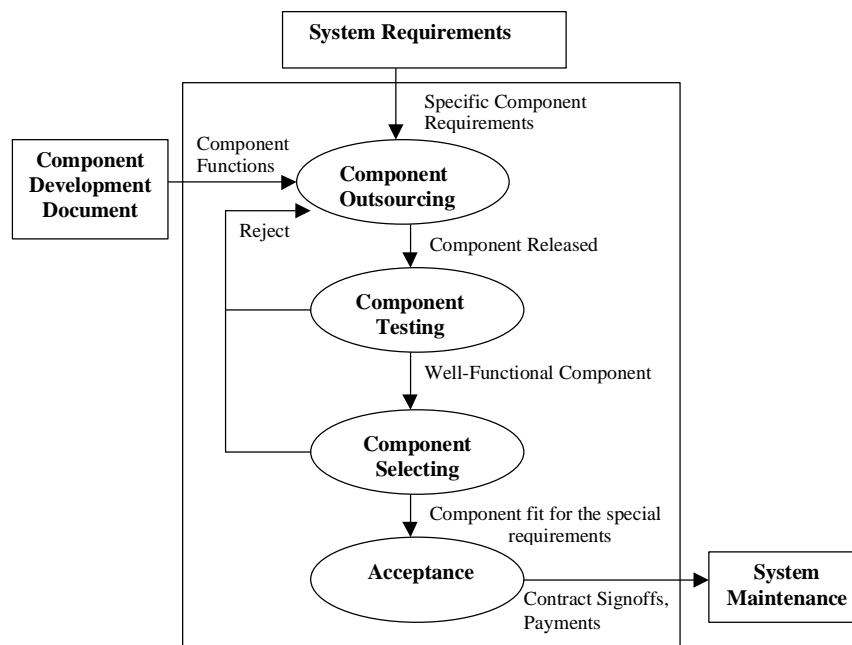 System Requirements
Specific Component
Requirements
Component
Functions
Component
Development
Document
Component
Outsourcing
Reject
Component Released
Component
Testing
Well-Functional Component
Component
Selecting
Component fit for the special
requirements
Acceptance
Contract Signoffs,
Payments
System
Maintenance